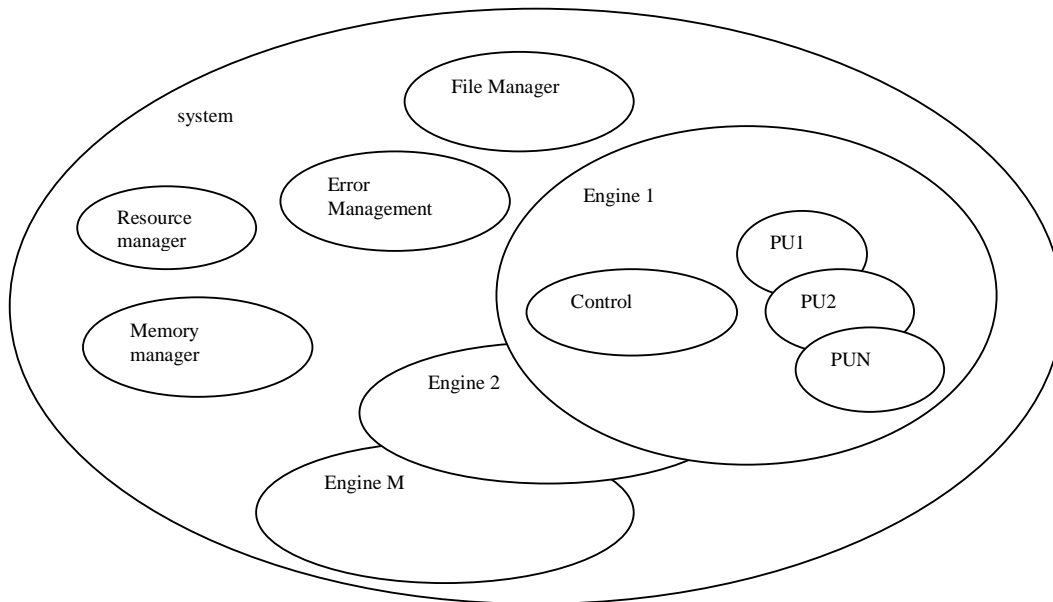 File Manager
system
Error
Management
Engine 1
Resource
manager
PU1
Control
PU2
Memory
manager
PUN
Engine 2
Engine M